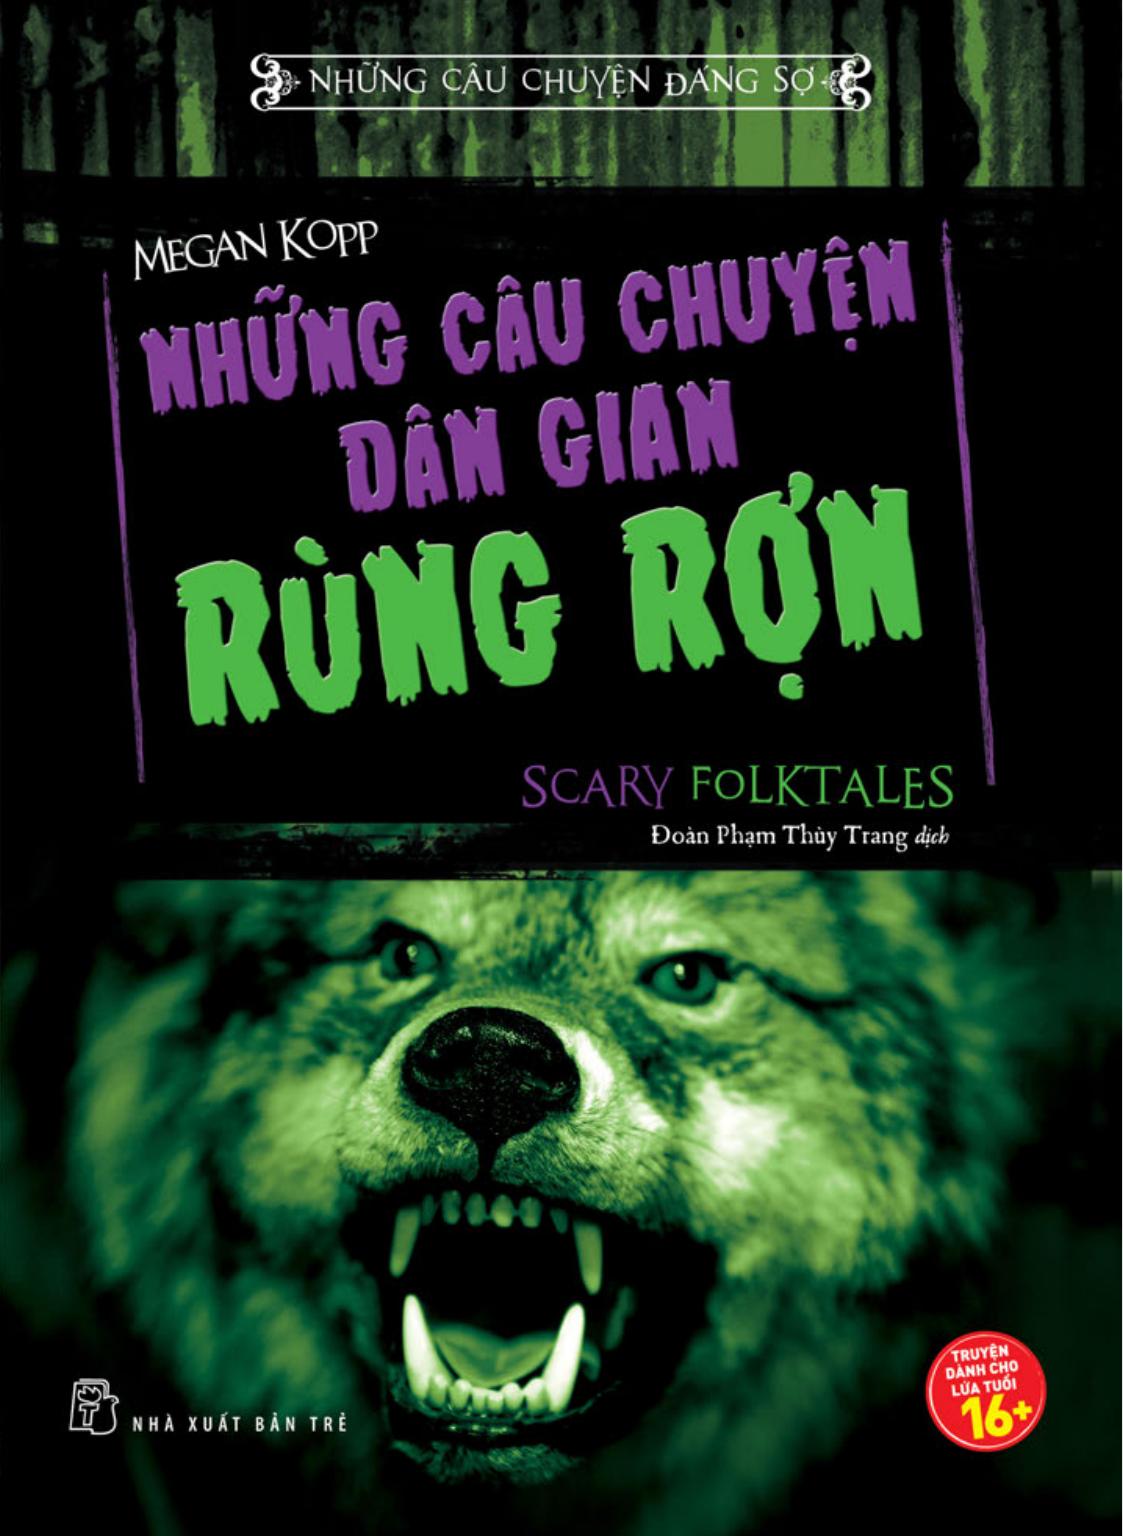 NHỮNG CÂU CHUYỆN ĐÁNG SỢ
MEGAN KOPP
NHỮNG CÂU CHUYỆN
DÂN GIAN
RÙNG RỢN
SCARY FOLKTALES
Đoàn Phạm Thùy Trang dịch
T
NHÀ XUẤT BẢN TRẺ
TRUYỆN
DÀNH CHO
LỨA TUỔI
16+